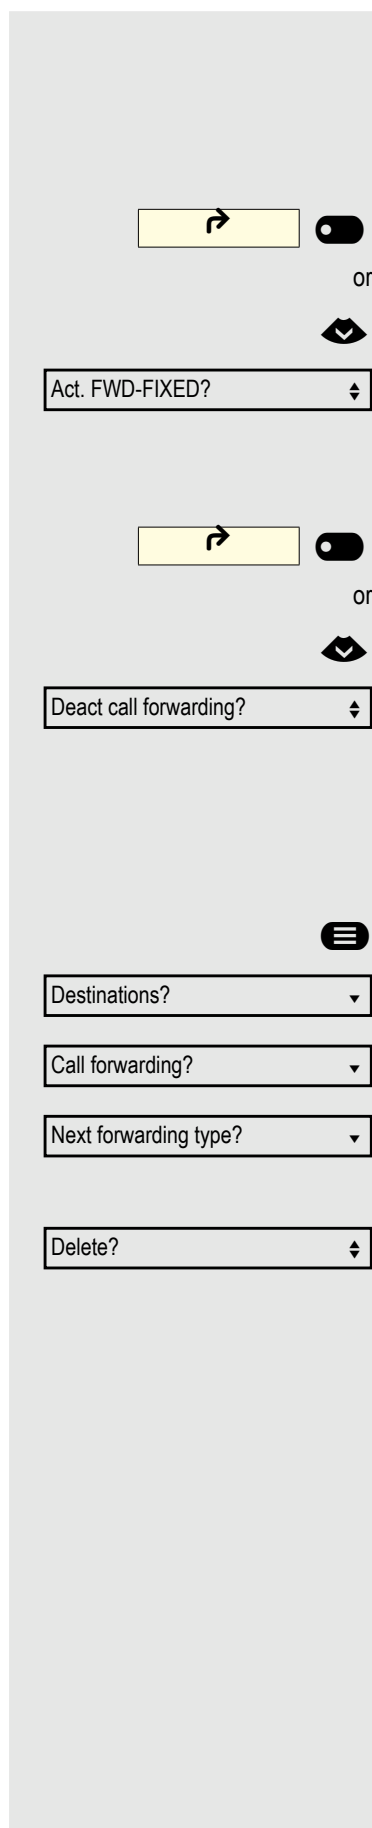 or
Act. FWD-FIXED?
or
Deact call forwarding?
Destinations?
Call forwarding?
Next forwarding type?
Delete?